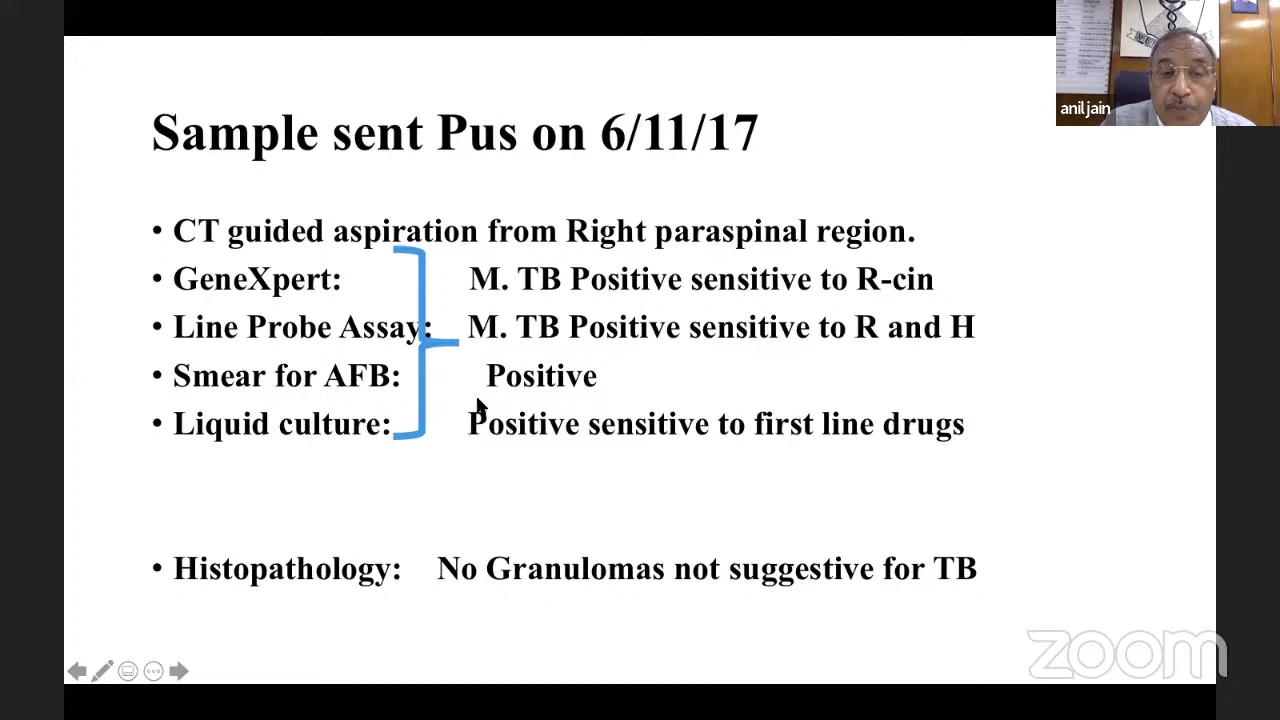 Sample sent Pus on 6/11/17
• CT guided aspiration from Right paraspinal region.
• GeneXpert: M. TB Positive sensitive to R-cin
• Line Probe Assay: M. TB Positive sensitive to R and H
• Smear for AFB: Positive
• Liquid culture: Positive sensitive to first line drugs
• Histopathology: No Granulomas not suggestive for TB
anil jain
zoom